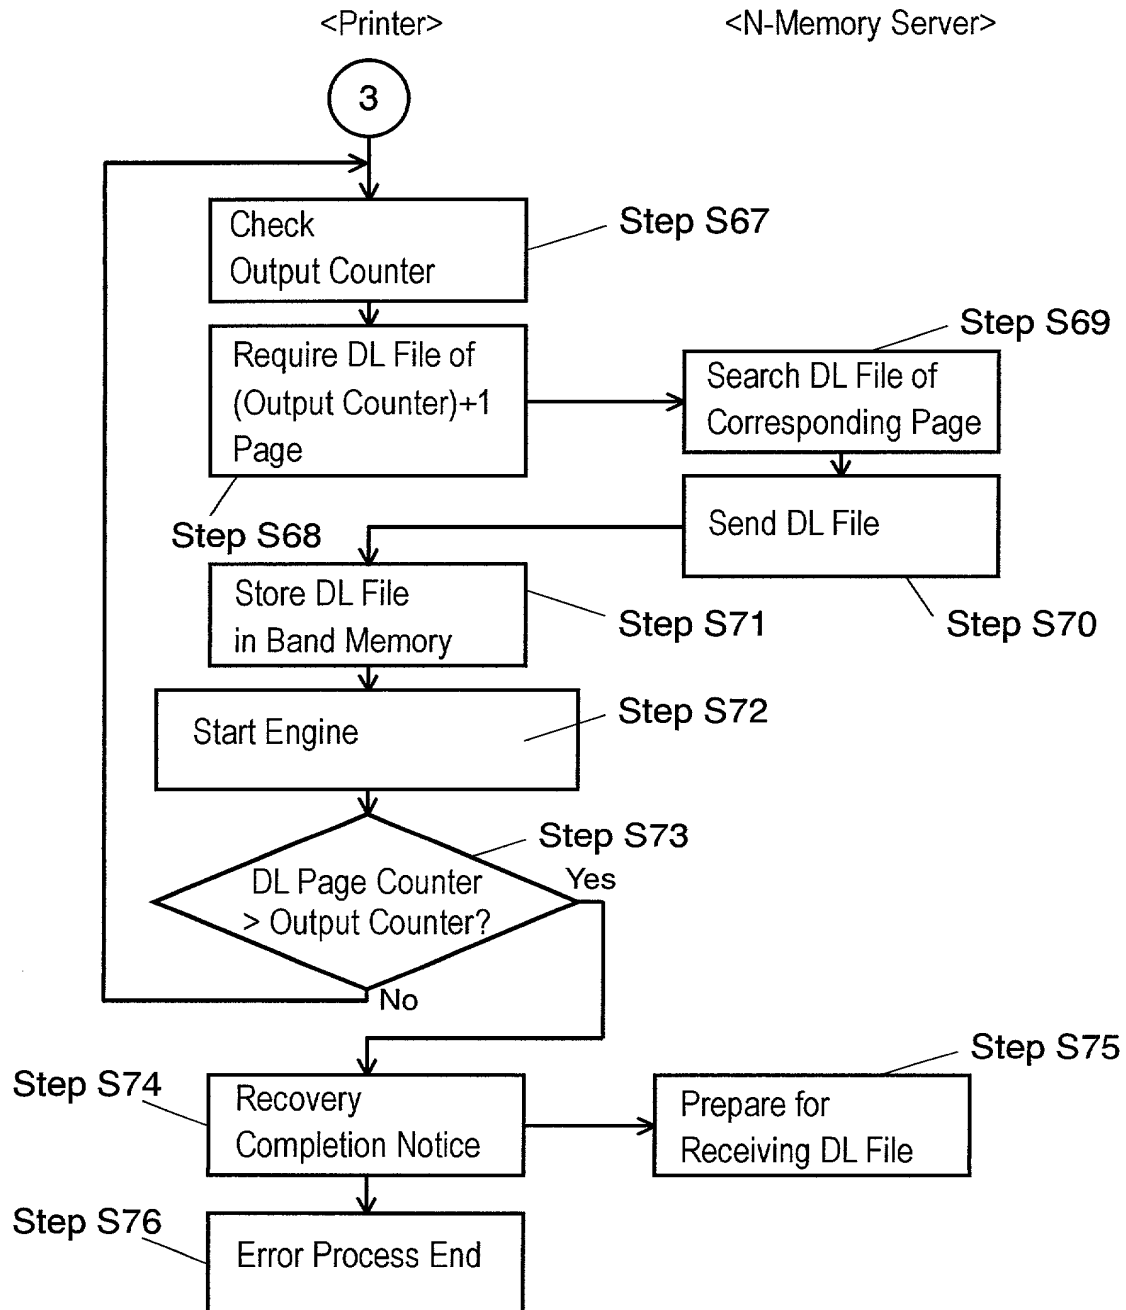 <Printer>
<N-Memory Server>
3
Check
Output Counter
Step S67
Require DL File of
(Output Counter)+1
Page
Step S68
Step S69
Search DL File of
Corresponding Page
Send DL File
Step S70
Store DL File
in Band Memory
Step S71
Start Engine
Step S72
Step S73
DL Page Counter
> Output Counter?
Yes
No
Step S74
Recovery
Completion Notice
Step S75
Prepare for
Receiving DL File
Step S76
Error Process End